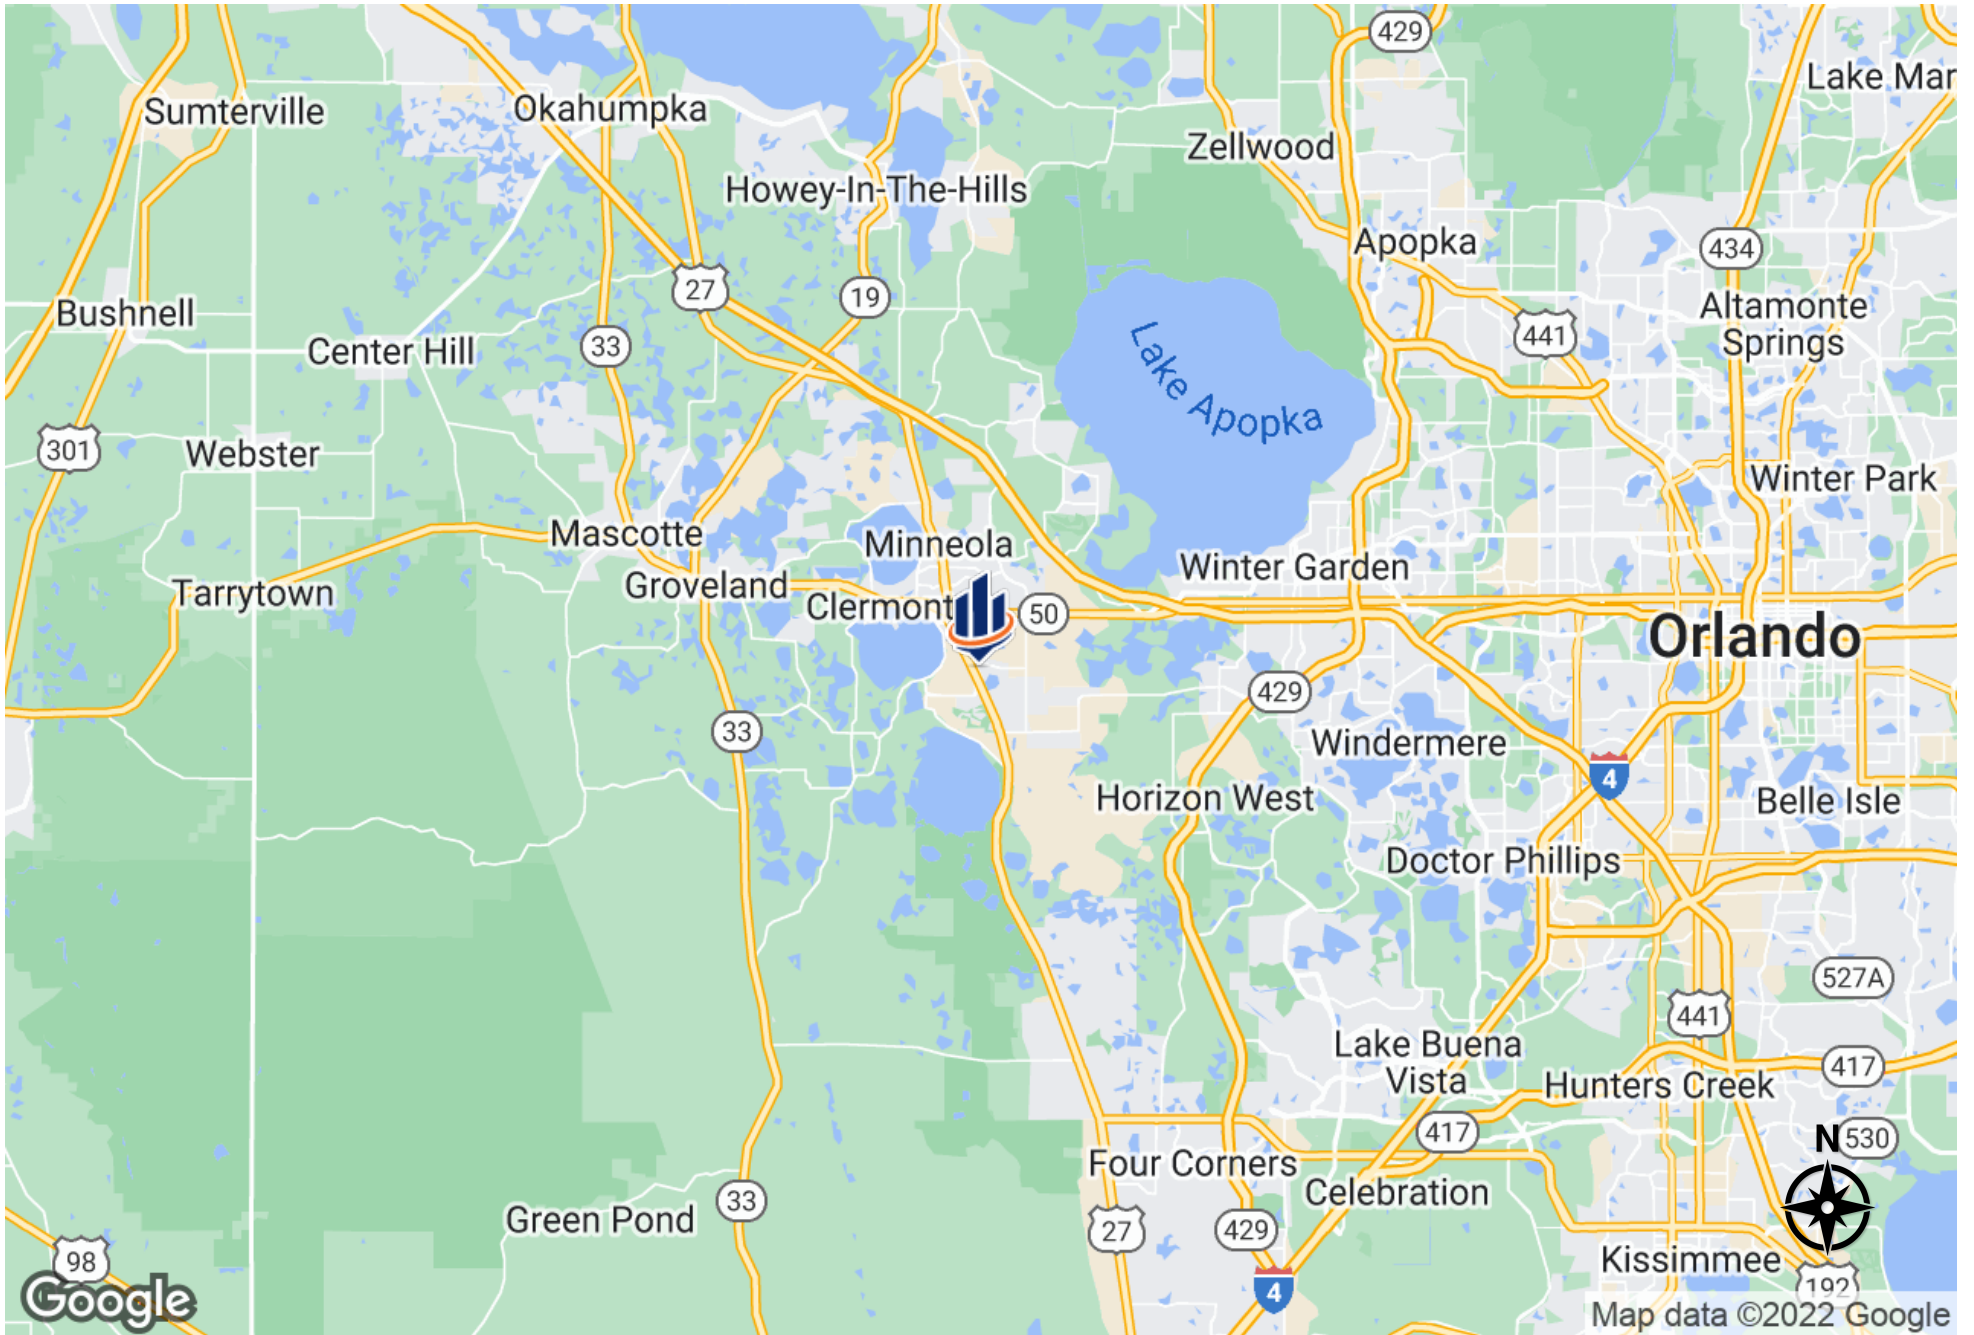 429
Lake Mar
Sumterville
Okahumpka
Zellwood
Howey-In-The-Hills
Apopka
434
27
19
Bushnell
Altamonte
Springs
441
Center Hill
33
Lake Apopka
301
Webster
Winter Park
Mascotte
Minneola
Winter Garden
Tarrytown
Groveland
Clermont
50
Orlando
429
33
Windermere
4
Horizon West
Belle Isle
Doctor Phillips
527A
441
Lake Buena
Vista
Hunters Creek
417
417
N
530
Four Corners
Celebration
33
Green Pond
27
429
98
Kissimmee
4
192
Google
Map data ©2022 Google